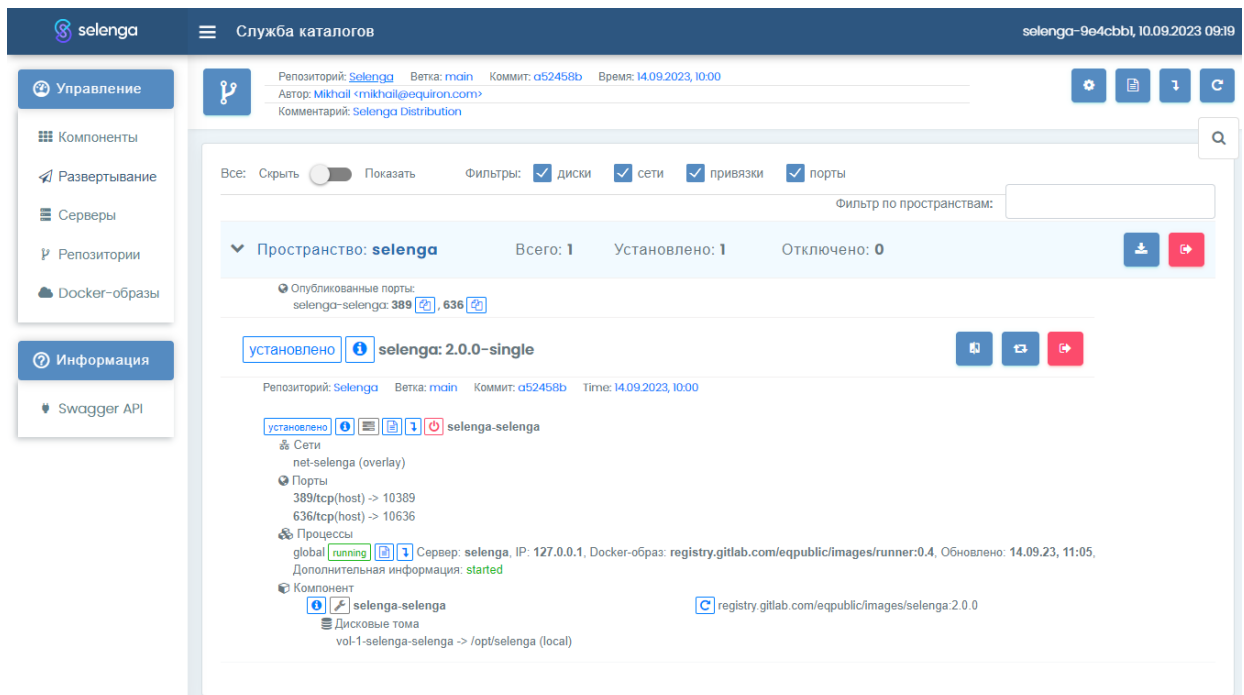 selenga
Служба каталогов
selenga-9e4cbb1, 10.09.2023 09:19
Управление
Компоненты
Развертывание
Серверы
Репозитории
Docker-образы
Информация
Swagger API
Репозиторий: Selenga Ветка: main Коммит: a52458b Время: 14.09.2023, 10:00
Автор: Mikhail <mikhail@equiron.com>
Комментарий: Selenga Distribution
Все: Скрыть Показать Фильтры: диски сети привязки порты
Фильтр по пространствам:
Пространство: selenga Всего: 1 Установлено: 1 Отключено: 0
Опубликованные порты:
selenga-selenga: 389 , 636
установлено selenga: 2.0.0-single
Репозиторий: Selenga Ветка: main Коммит: a52458b Time: 14.09.2023, 10:00
установлено selenga-selenga
Сети
net-selenga (overlay)
Порты
389/tcp(host) -> 10389
636/tcp(host) -> 10636
Процессы
global running Сервер: selenga, IP: 127.0.0.1, Docker-образ: registry.gitlab.com/eqpublic/images/runner:0.4, Обновлено: 14.09.23, 11:05,
Дополнительная информация: started
Компонент
selenga-selenga registry.gitlab.com/eqpublic/images/selenga:2.0.0
Дисковые тома
vol-1-selenga-selenga -> /opt/selenga (local)